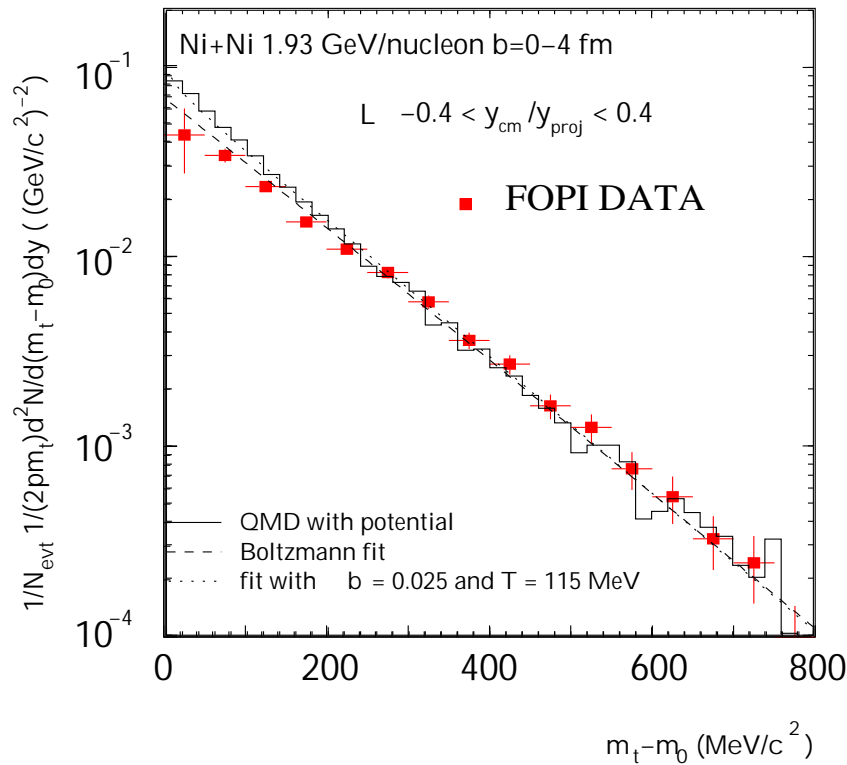 Ni+Ni 1.93 GeV/nucleon b=0−4 fm
L −0.4 < y_cm/y_proj < 0.4
FOPI DATA
QMD with potential
Boltzmann fit
fit with b = 0.025 and T = 115 MeV
1/N_evt 1/(2pm_t)d^2N/d(m_t−m_0)dy ( (GeV/c^2)^−2)
10^−1
10^−2
10^−3
10^−4
0 200 400 600 800
m_t−m_0 (MeV/c^2)